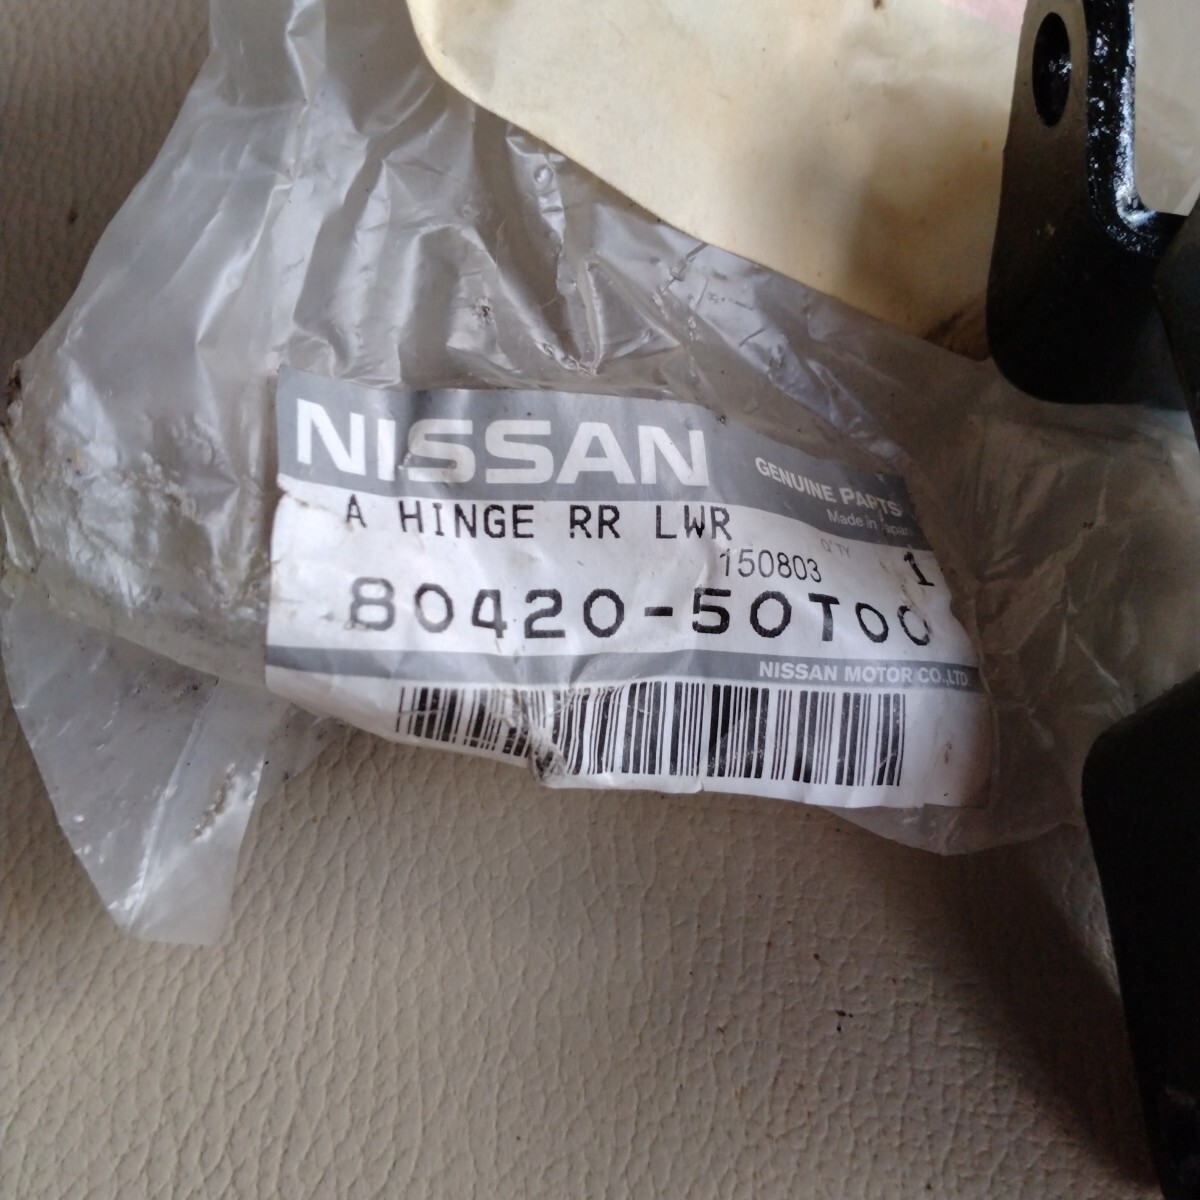 NISSAN
GENUINE PARTS
Made in Japan
A HINGE RR LWR
Q'TY
150803
1
80420-50T00
NISSAN MOTOR CO.,LTD